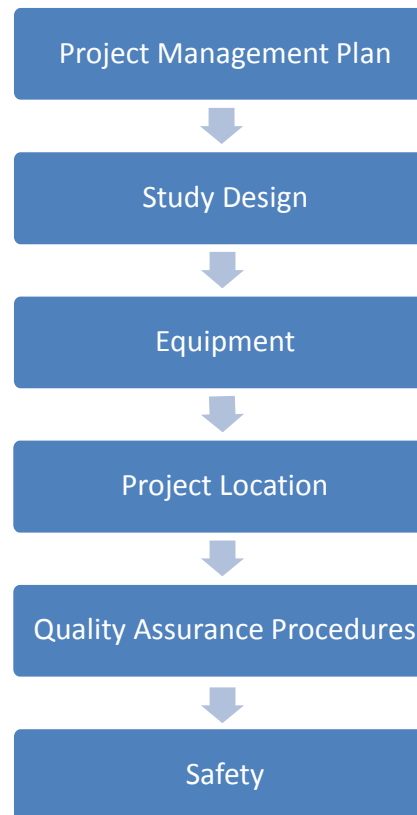 Project Management Plan
Study Design
Equipment
Project Location
Quality Assurance Procedures
Safety